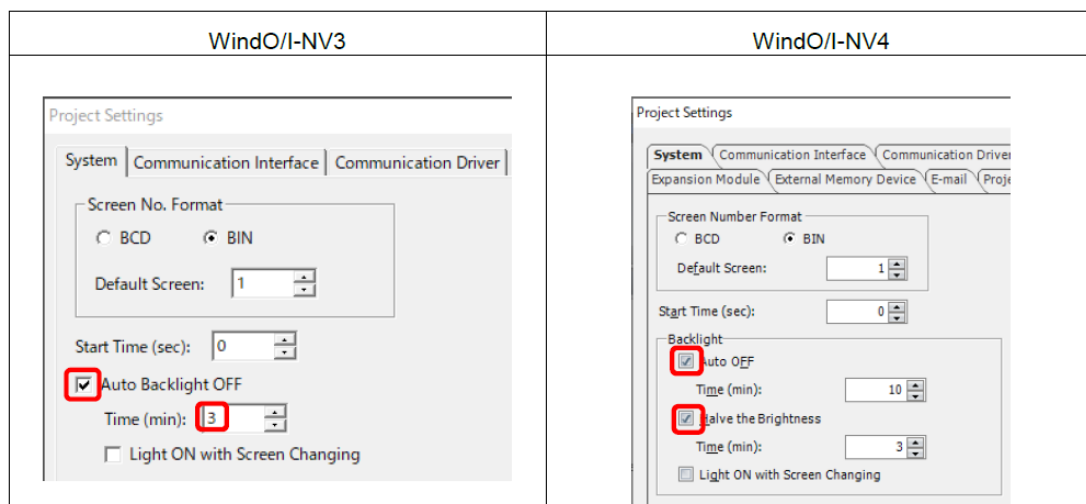 WindO/I-NV3
Project Settings
System Communication Interface Communication Driver
Screen No. Format
BCD BIN
Default Screen: 1
Start Time (sec): 0
Auto Backlight OFF
Time (min): 3
Light ON with Screen Changing
WindO/I-NV4
Project Settings
System Communication Interface Communication Drive
Expansion Module External Memory Device E-mail Proje
Screen Number Format
BCD BIN
Default Screen: 1
Start Time (sec): 0
Backlight
Auto OFF
Time (min): 10
Halve the Brightness
Time (min): 3
Light ON with Screen Changing